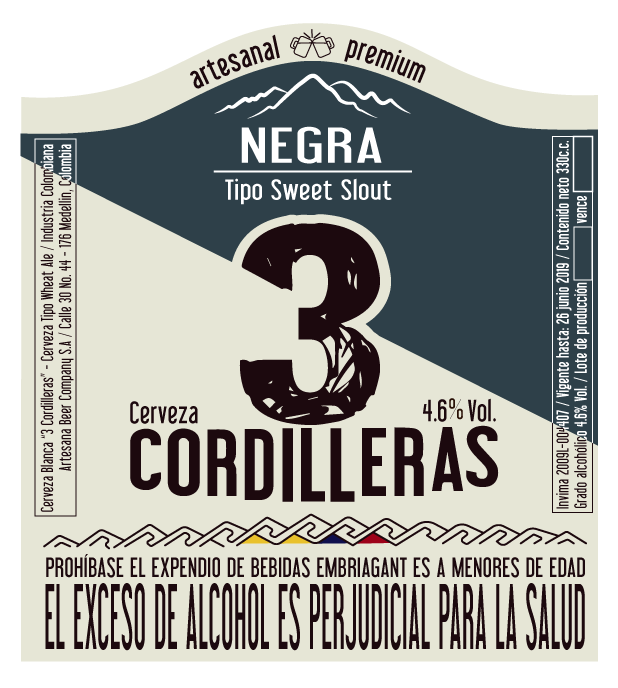 artesanal premium
NEGRA
Tipo Sweet Slout
3
Cerveza 4.6% Vol.
CORDILLERAS
PROHÍBASE EL EXPENDIO DE BEBIDAS EMBRIAGANT ES A MENORES DE EDAD
EL EXCESO DE ALCOHOL ES PERJUDICIAL PARA LA SALUD
Cerveza Blanca "3 Cordilleras" - Cerveza Tipo Wheat Ale / Industria Colombiana
Artesana Beer Company S.A / Calle 30 No. 44 - 176 Medellín, Colombia
Invima 2009L-004407 / Vigente hasta: 26 junio 2019 / Contenido neto 330c.c.
Grado alcohólico 4.6% Vol. / Lote de producción vence